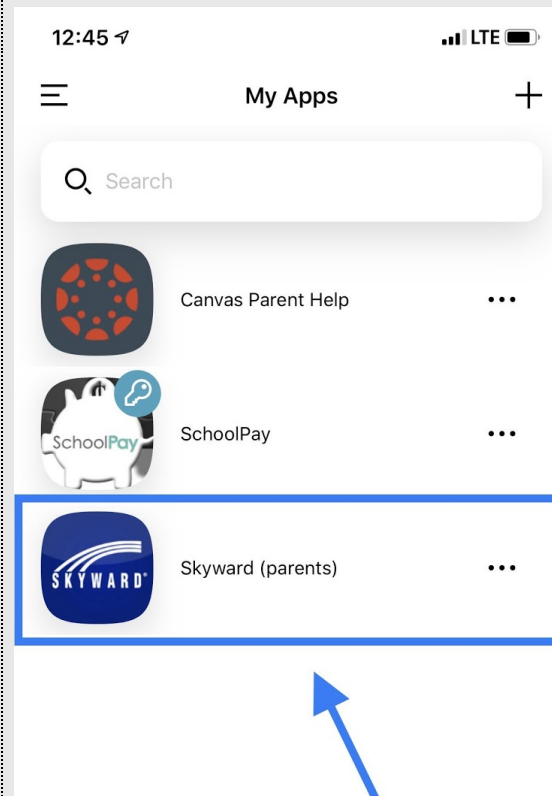 12:45
LTE
My Apps
Search
Canvas Parent Help
SchoolPay
SchoolPay
SKYWARD
Skyward (parents)